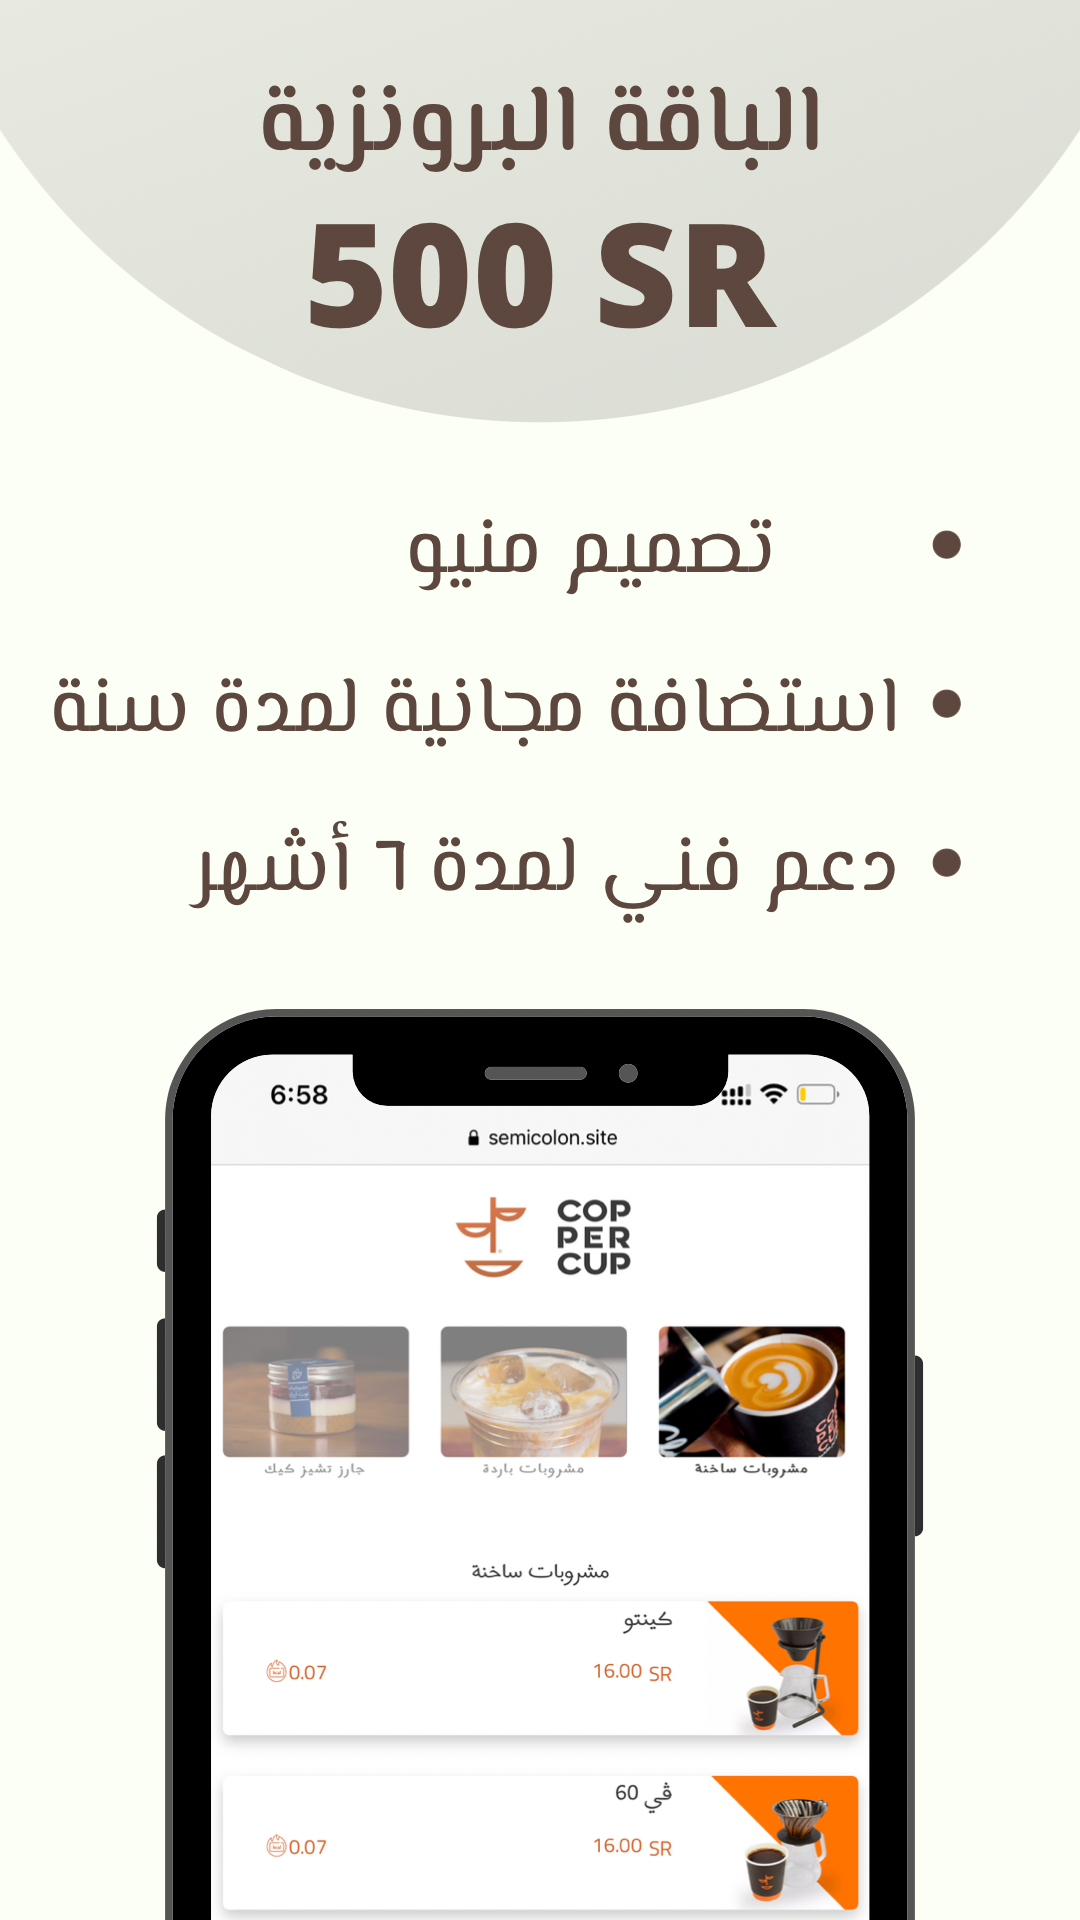 الباقة البرونزية
500 SR
• تصميم منيو
• استضافة مجانية لمدة سنة
• دعم فني لمدة ٦ أشهر
6:58
semicolon.site
COP
PER
CUP
مشروبات ساخنة
مشروبات باردة
جارز تشيز كيك
مشروبات ساخنة
كينتو
16.00 SR
0.07
ڤي 60
16.00 SR
0.07